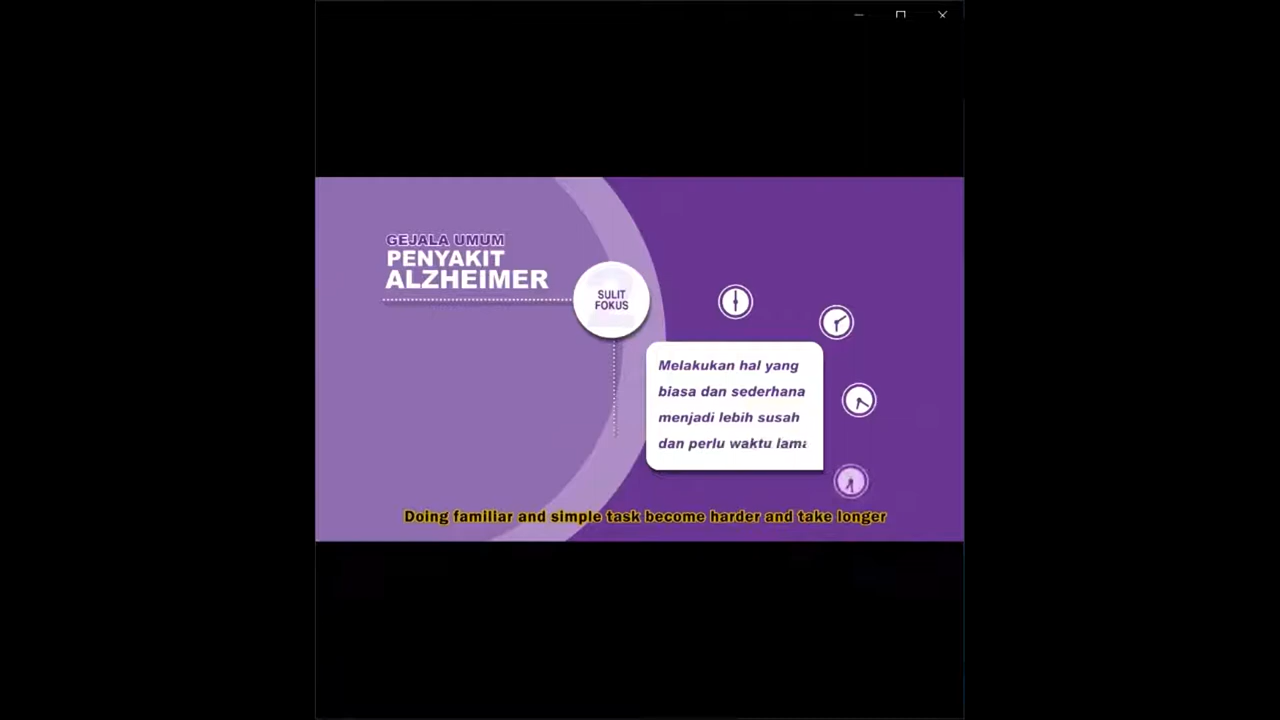 GEJALA UMUM
PENYAKIT
ALZHEIMER
SULIT
FOKUS
Melakukan hal yang
biasa dan sederhana
menjadi lebih susah
dan perlu waktu lama
Doing familiar and simple task become harder and take longer